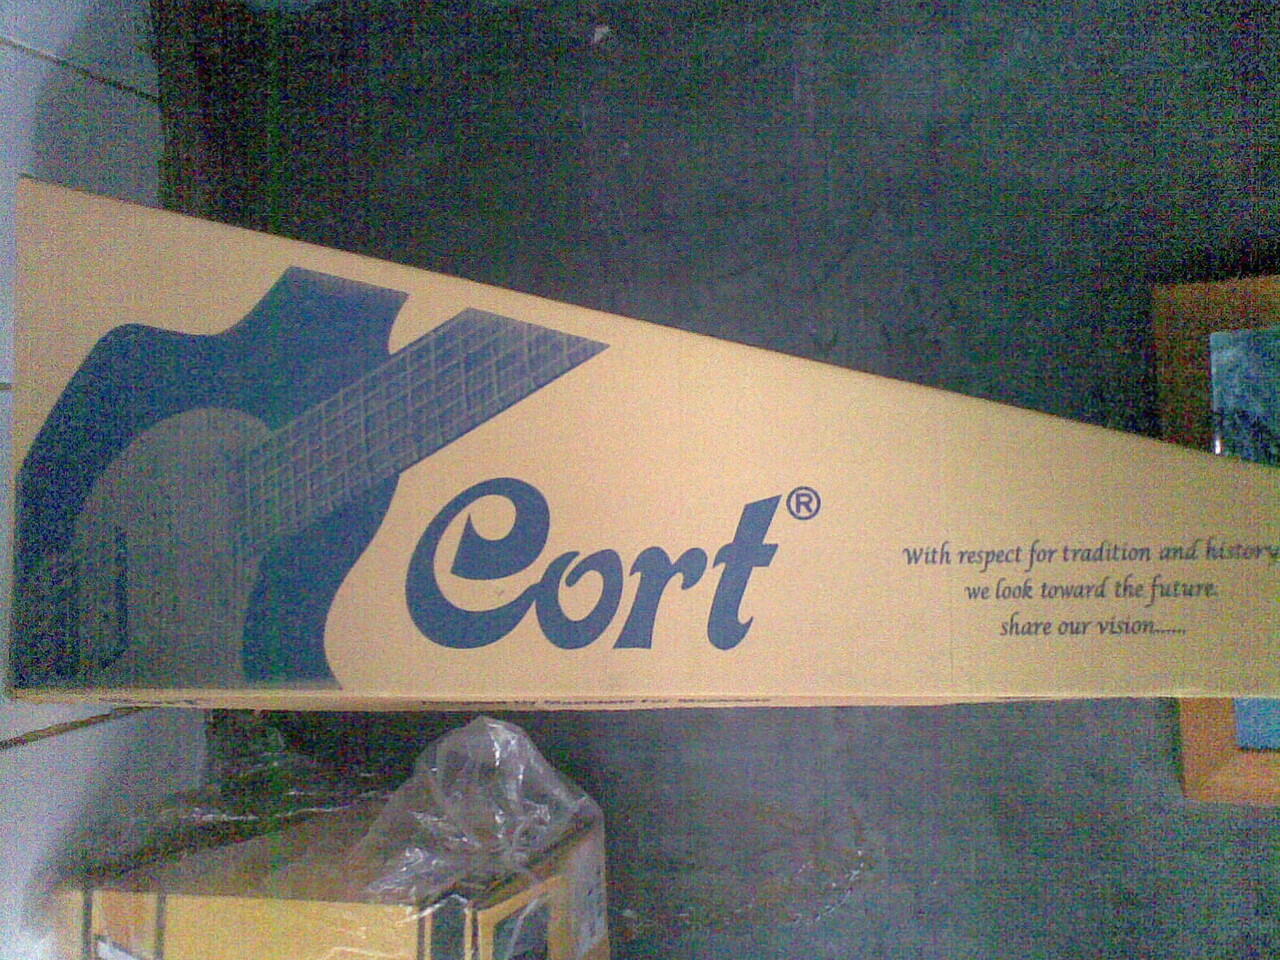 Cort®
With respect for tradition and history
we look toward the future.
share our vision......